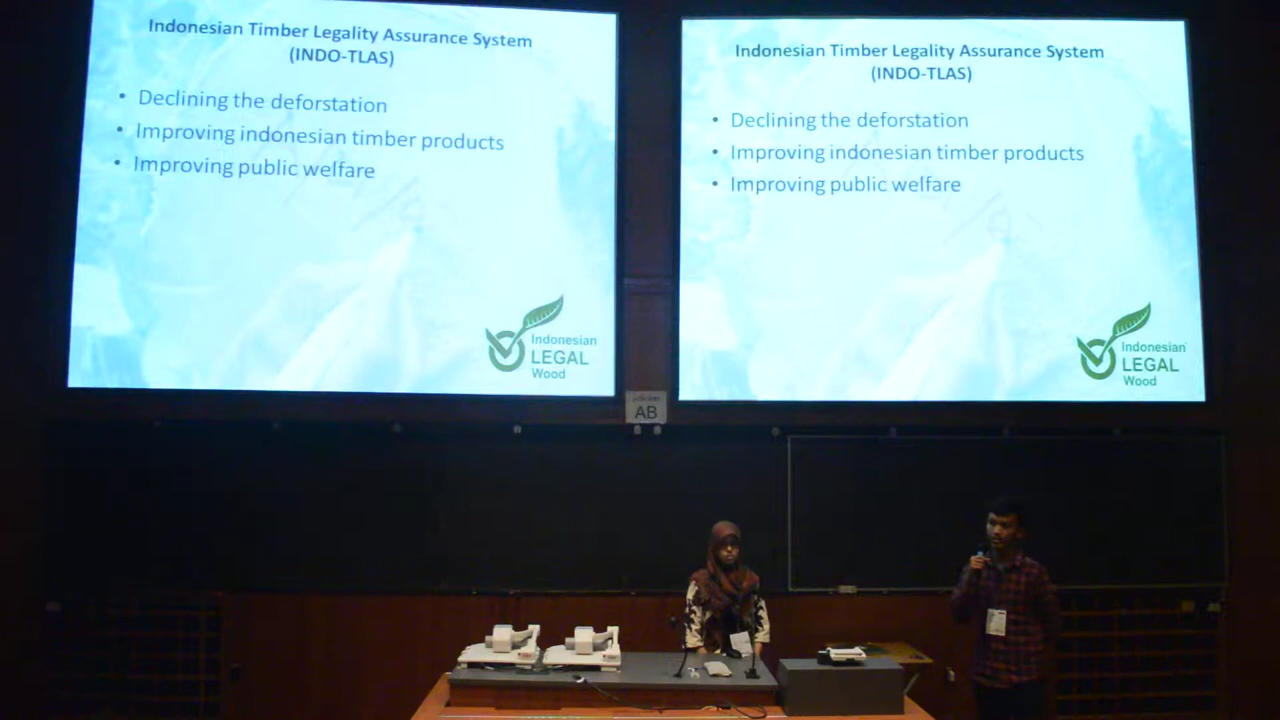 Indonesian Timber Legality Assurance System
(INDO-TLAS)
• Declining the deforstation
• Improving indonesian timber products
• Improving public welfare
Indonesian
LEGAL
Wood
Indonesian Timber Legality Assurance System
(INDO-TLAS)
• Declining the deforstation
• Improving indonesian timber products
• Improving public welfare
Indonesian
LEGAL
Wood
AB